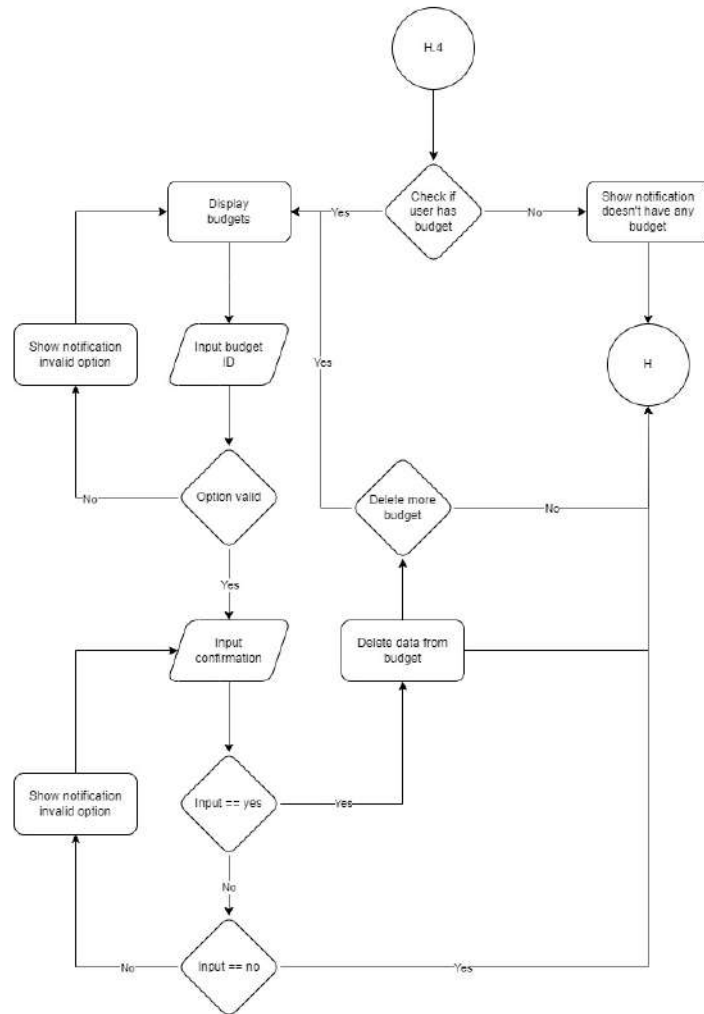 H.4
Display
budgets
Yes
Check if
user has
budget
No
Show notification
doesn't have any
budget
Show notification
invalid option
Input budget
ID
Yes
H
No
Option valid
Delete more
budget
No
Yes
Input
confirmation
Delete data from
budget
Show notification
invalid option
Input == yes
Yes
No
No
Input == no
Yes